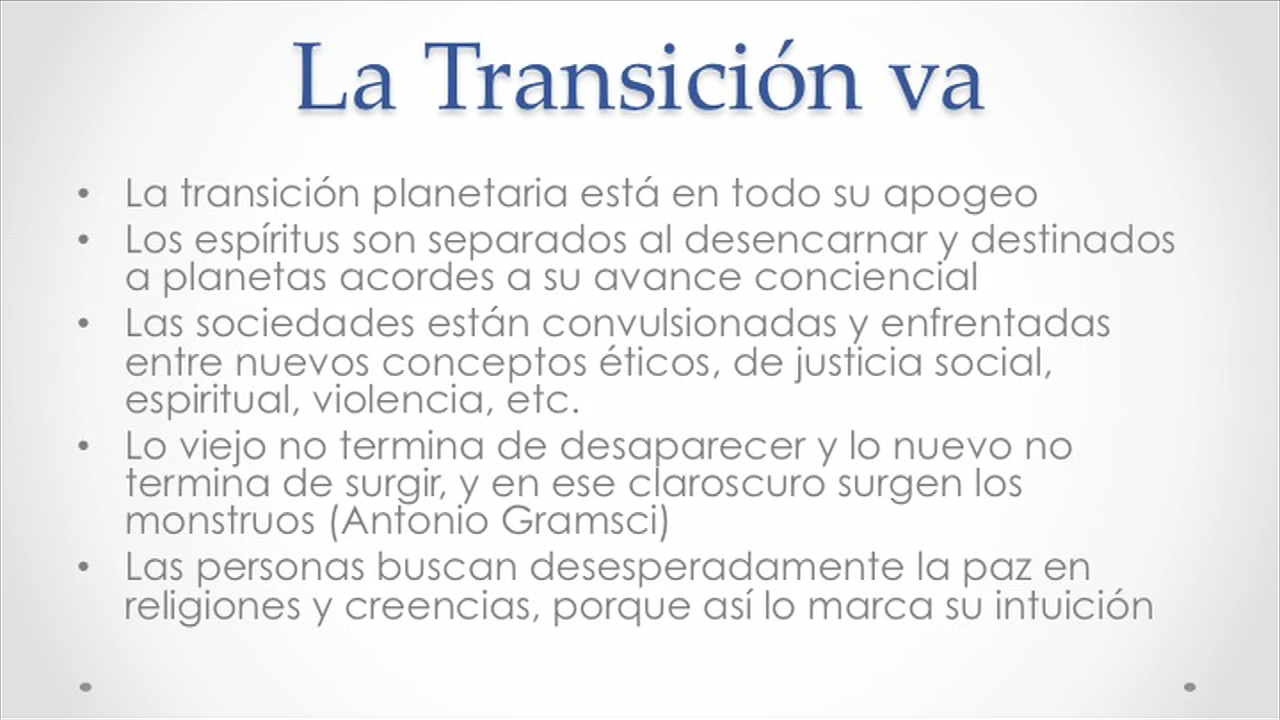 La Transición va
• La transición planetaria está en todo su apogeo
• Los espíritus son separados al desencarnar y destinados
a planetas acordes a su avance conciencial
• Las sociedades están convulsionadas y enfrentadas
entre nuevos conceptos éticos, de justicia social,
espiritual, violencia, etc.
• Lo viejo no termina de desaparecer y lo nuevo no
termina de surgir, y en ese claroscuro surgen los
monstruos (Antonio Gramsci)
• Las personas buscan desesperadamente la paz en
religiones y creencias, porque así lo marca su intuición